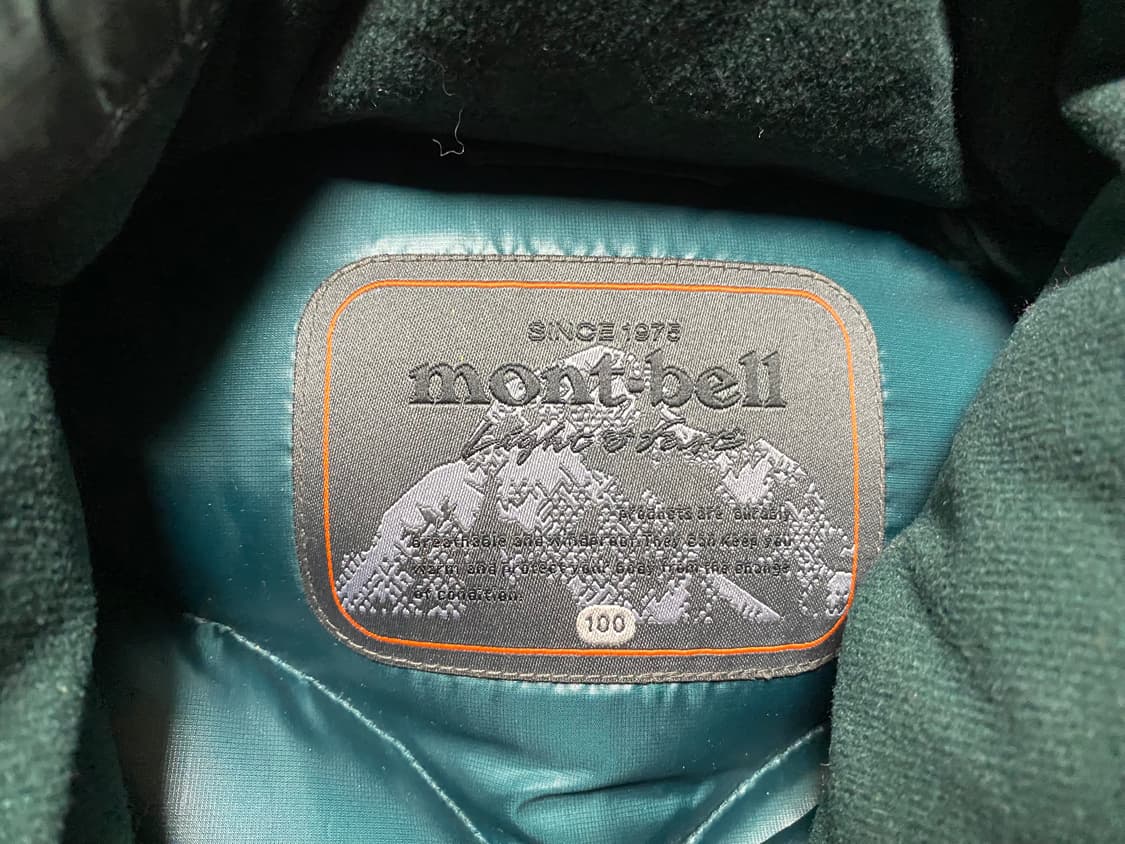 SINCE 1975
mont-bell
Light & Fast
products are durably
breathable and windproof. They can keep you
warm and protect your body from the change
of condition.
100